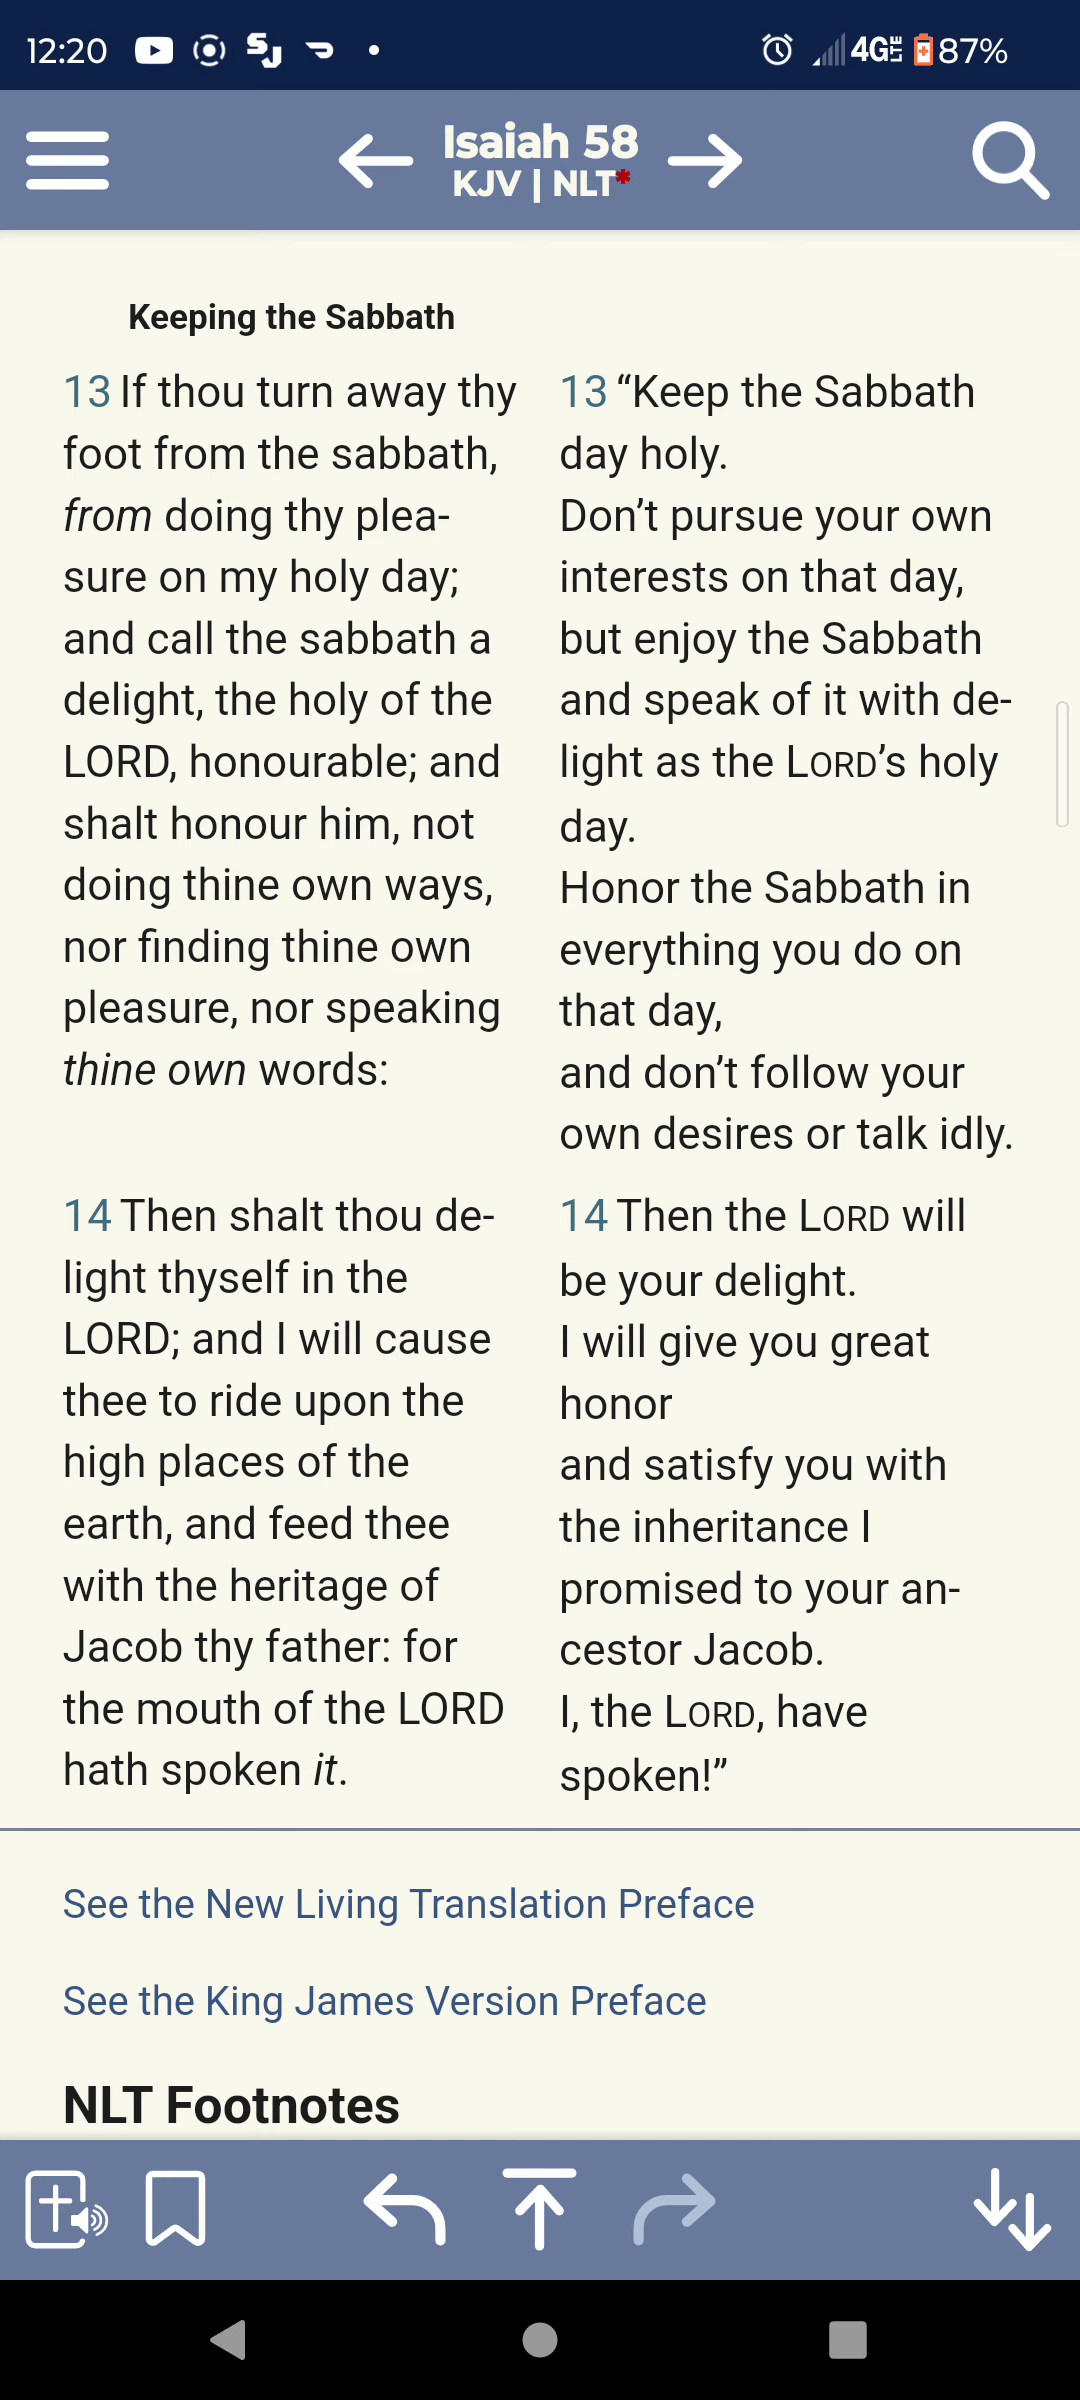 12:20
4G LTE 87%
Isaiah 58
KJV | NLT*
Keeping the Sabbath
13 If thou turn away thy
foot from the sabbath,
from doing thy plea-
sure on my holy day;
and call the sabbath a
delight, the holy of the
LORD, honourable; and
shalt honour him, not
doing thine own ways,
nor finding thine own
pleasure, nor speaking
thine own words:
13 “Keep the Sabbath
day holy.
Don’t pursue your own
interests on that day,
but enjoy the Sabbath
and speak of it with de-
light as the LORD’s holy
day.
Honor the Sabbath in
everything you do on
that day,
and don’t follow your
own desires or talk idly.
14 Then shalt thou de-
light thyself in the
LORD; and I will cause
thee to ride upon the
high places of the
earth, and feed thee
with the heritage of
Jacob thy father: for
the mouth of the LORD
hath spoken it.
14 Then the LORD will
be your delight.
I will give you great
honor
and satisfy you with
the inheritance I
promised to your an-
cestor Jacob.
I, the LORD, have
spoken!”
See the New Living Translation Preface
See the King James Version Preface
NLT Footnotes